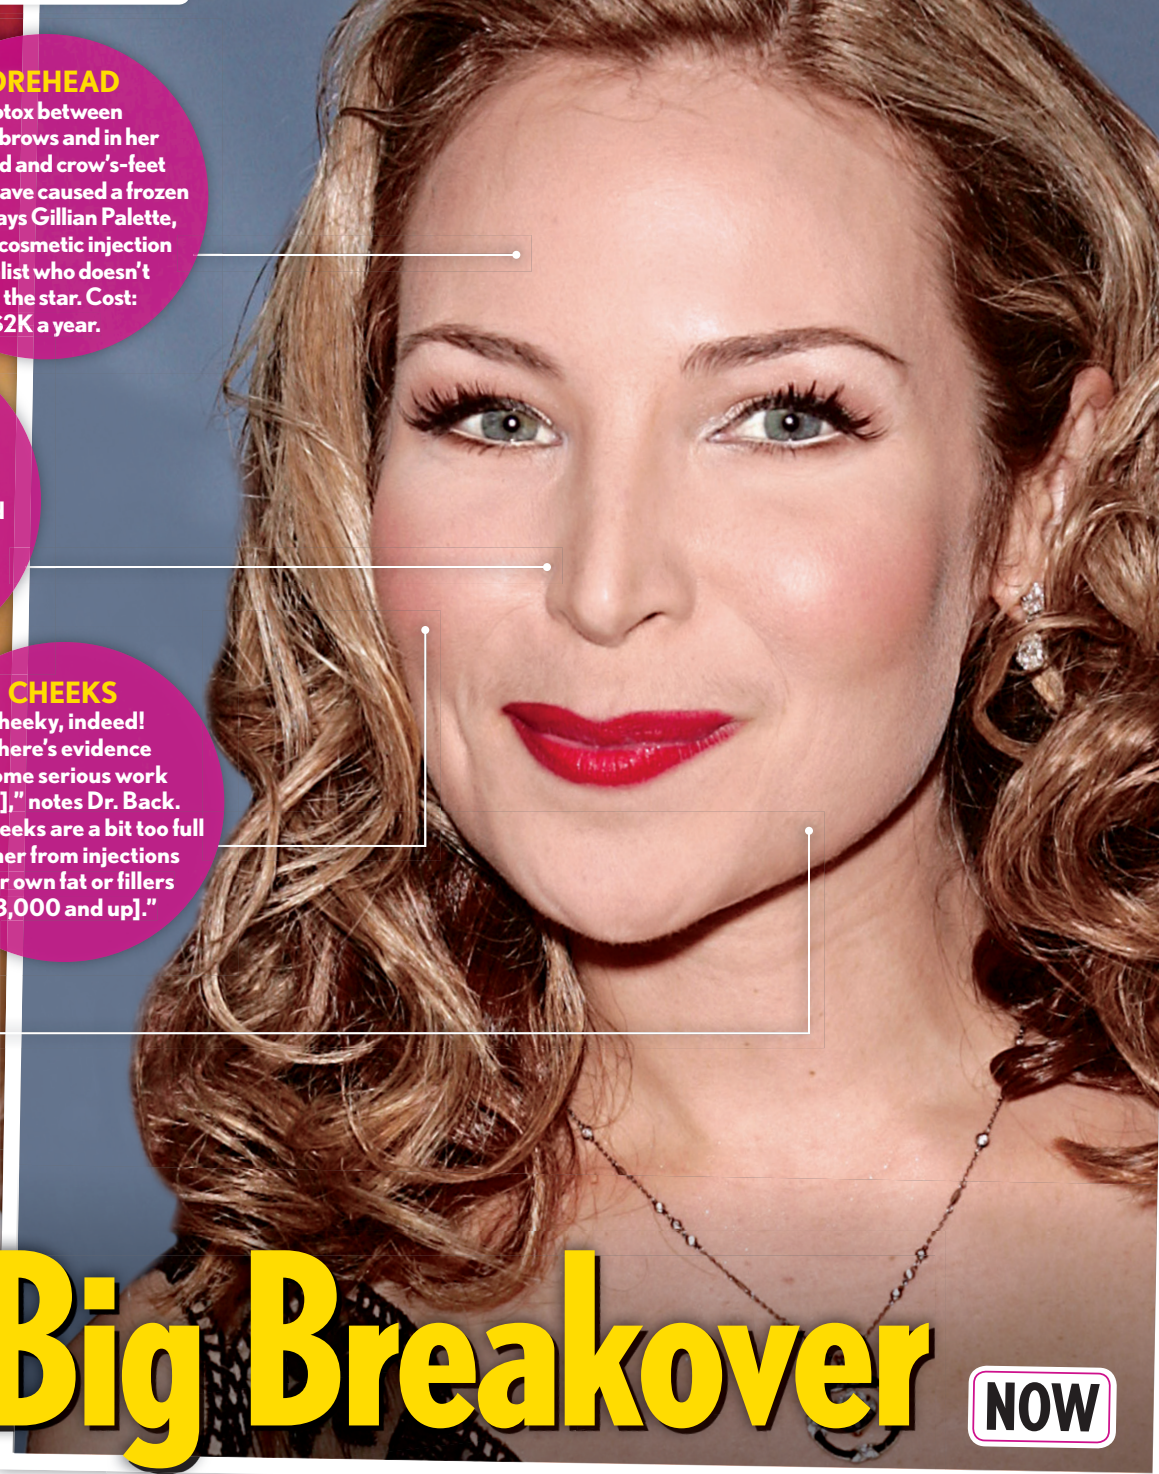 OREHEAD
otox between
brows and in her
d and crow's-feet
ave caused a frozen
ays Gillian Palette,
cosmetic injection
list who doesn't
the star. Cost:
$2K a year.
CHEEKS
heeky, indeed!
here's evidence
ome serious work
]," notes Dr. Back.
eeks are a bit too full
her from injections
r own fat or fillers
3,000 and up]."
Big Breakover
NOW